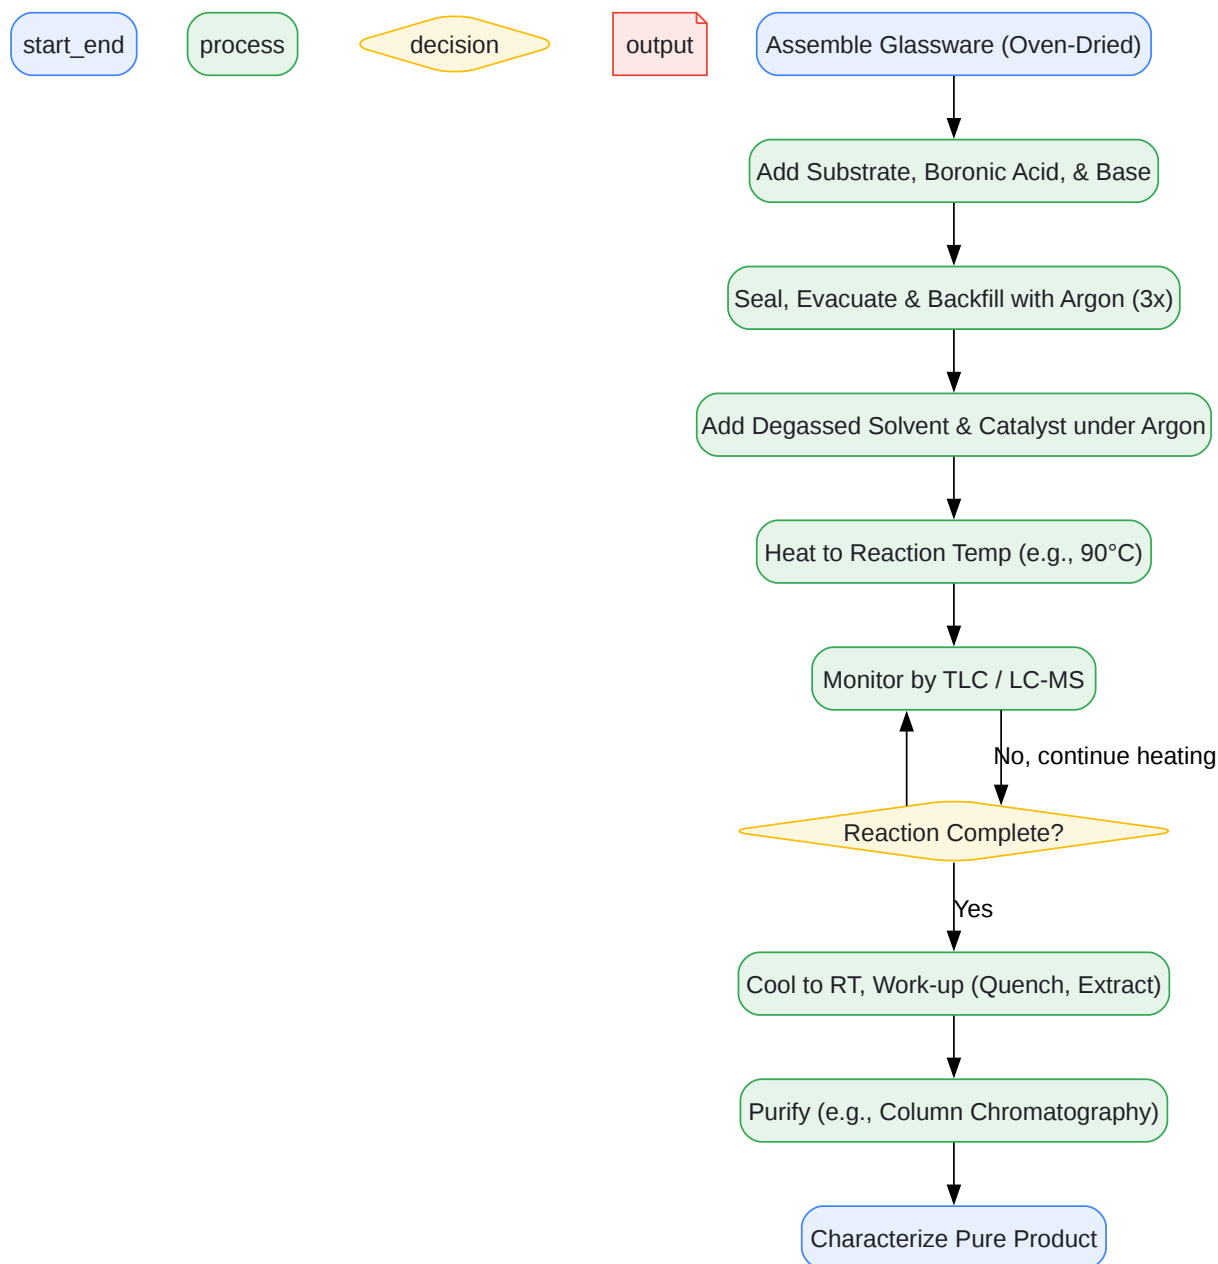 start_end
process
decision
output
Assemble Glassware (Oven-Dried)
Add Substrate, Boronic Acid, & Base
Seal, Evacuate & Backfill with Argon (3x)
Add Degassed Solvent & Catalyst under Argon
Heat to Reaction Temp (e.g., 90°C)
Monitor by TLC / LC-MS
No, continue heating
Reaction Complete?
Yes
Cool to RT, Work-up (Quench, Extract)
Purify (e.g., Column Chromatography)
Characterize Pure Product